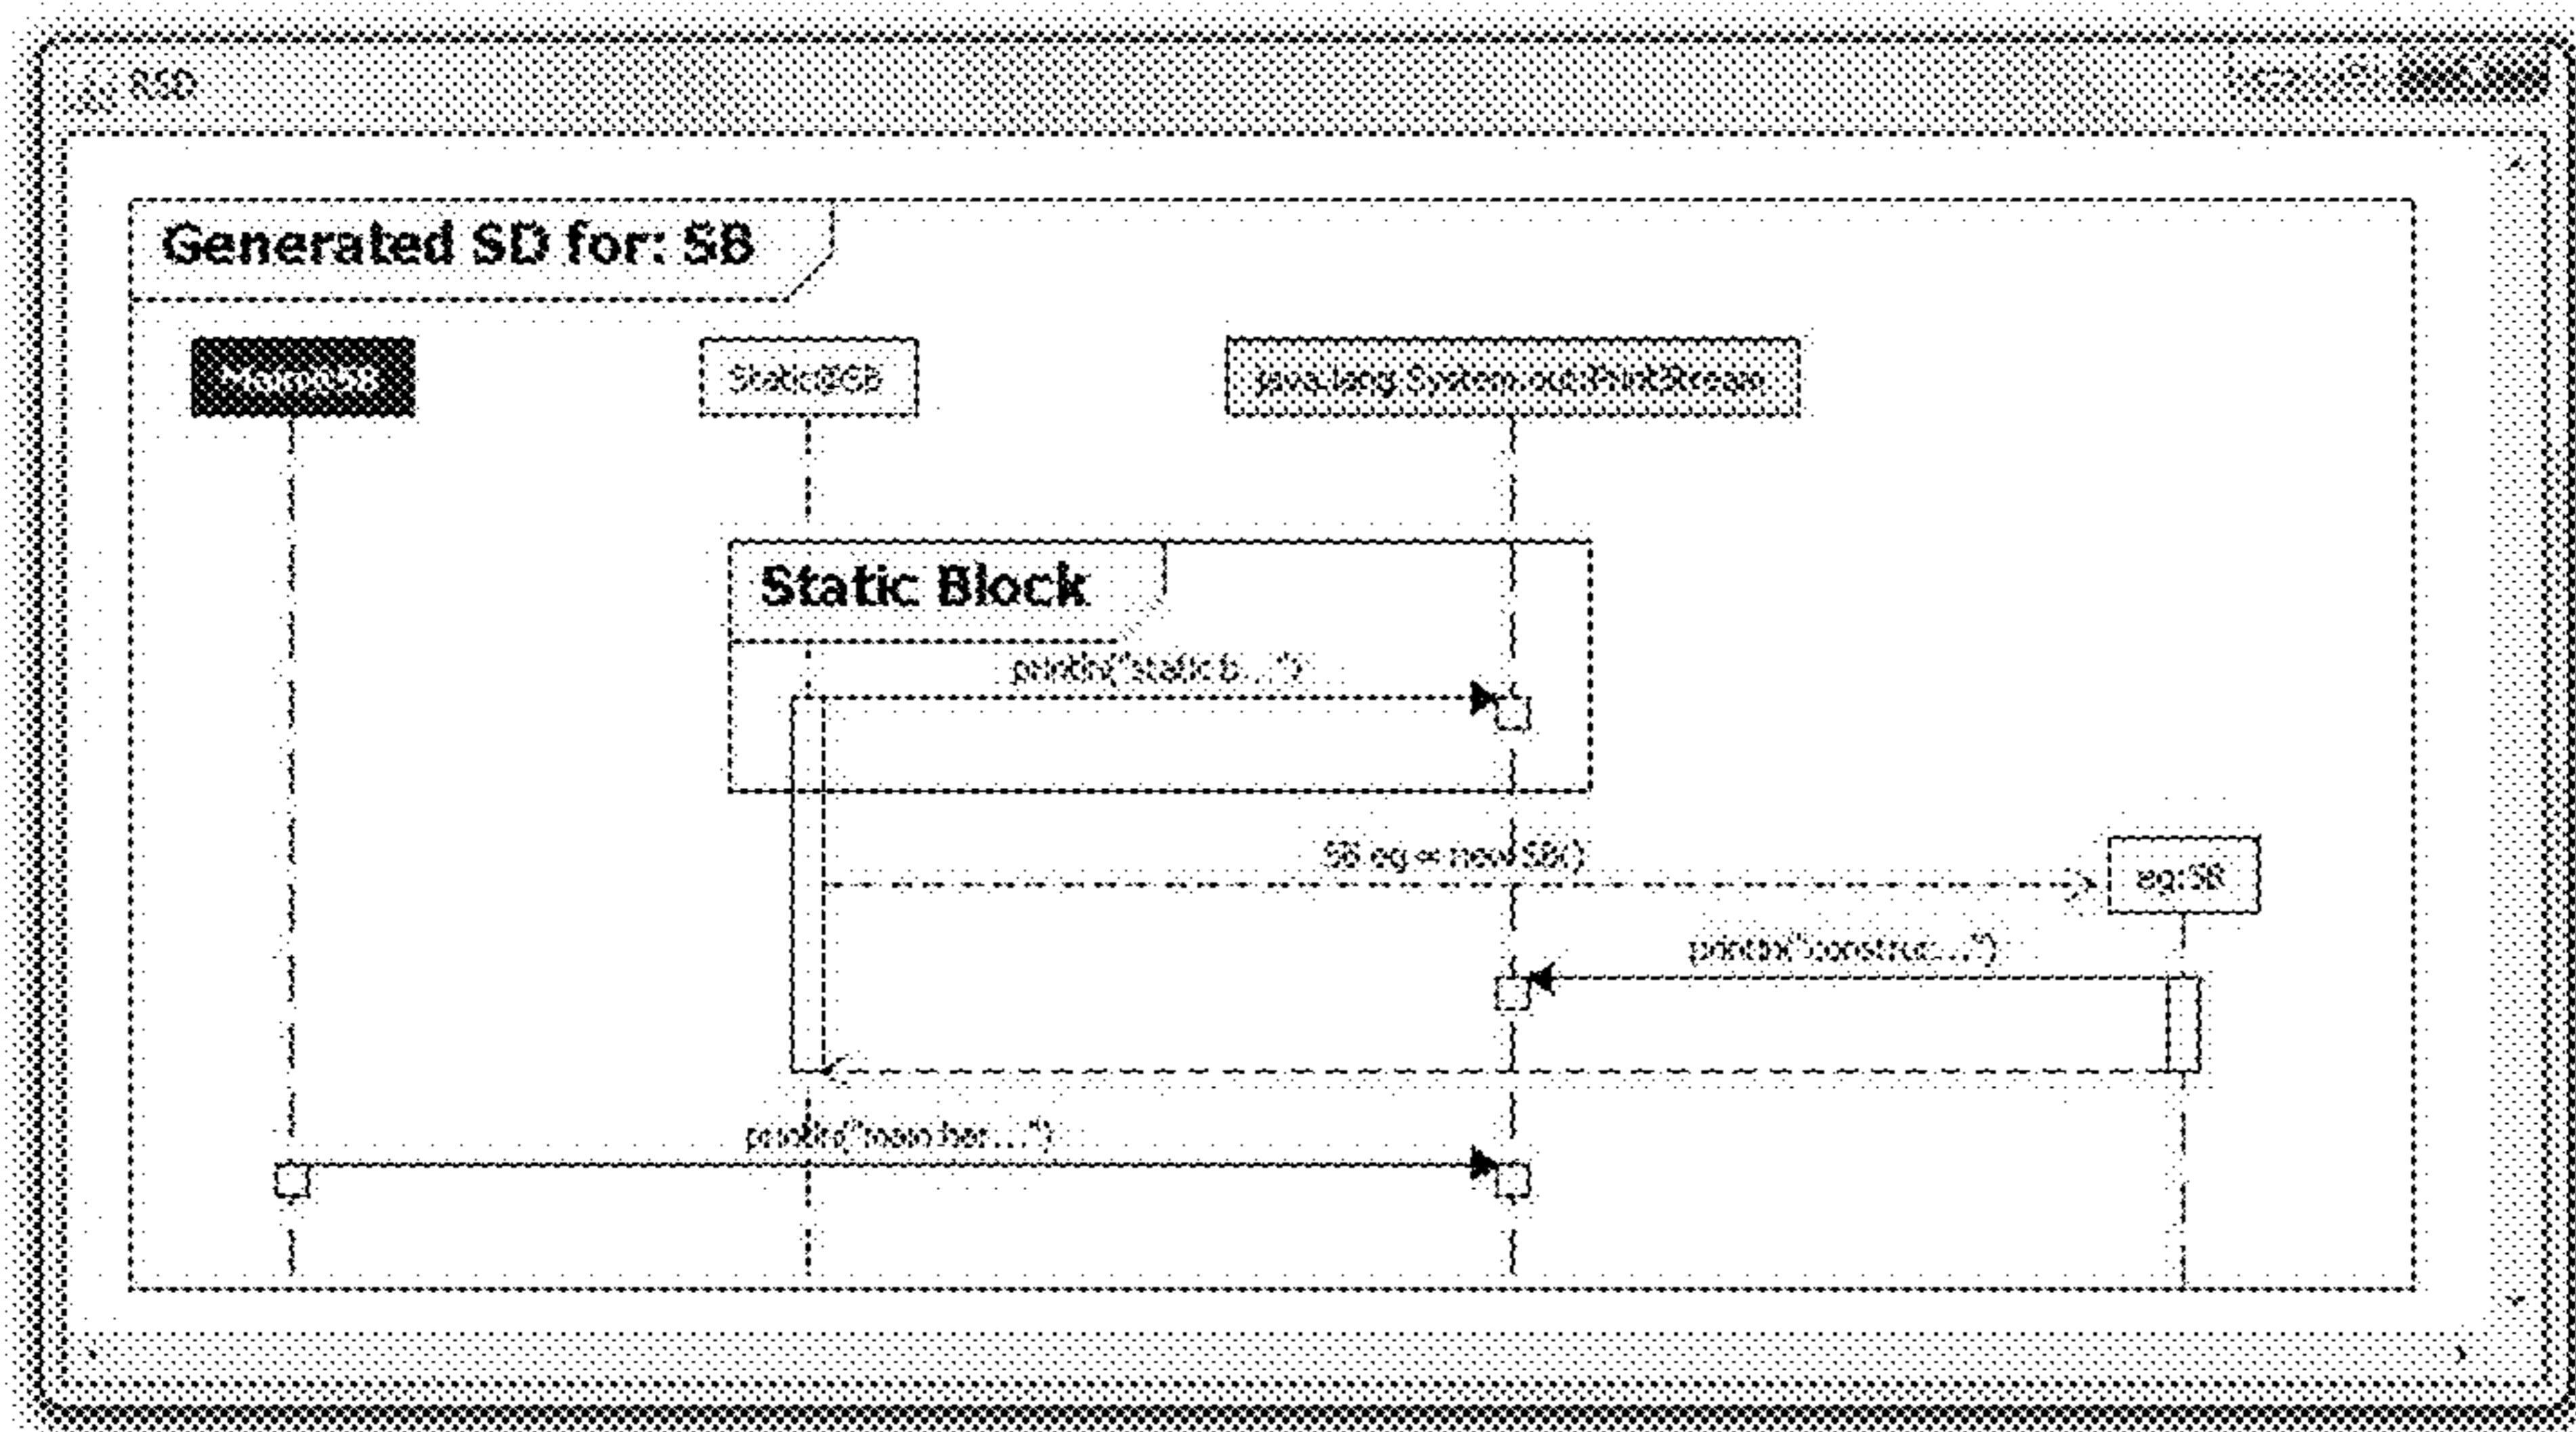 RSD
Generated SD for: SB
Main@SB
Static@SB
java.lang.System.out:PrintStream
Static Block
println("static b...")
SB eg = new SB()
eg:SB
println("construc...")
println("main ber...")